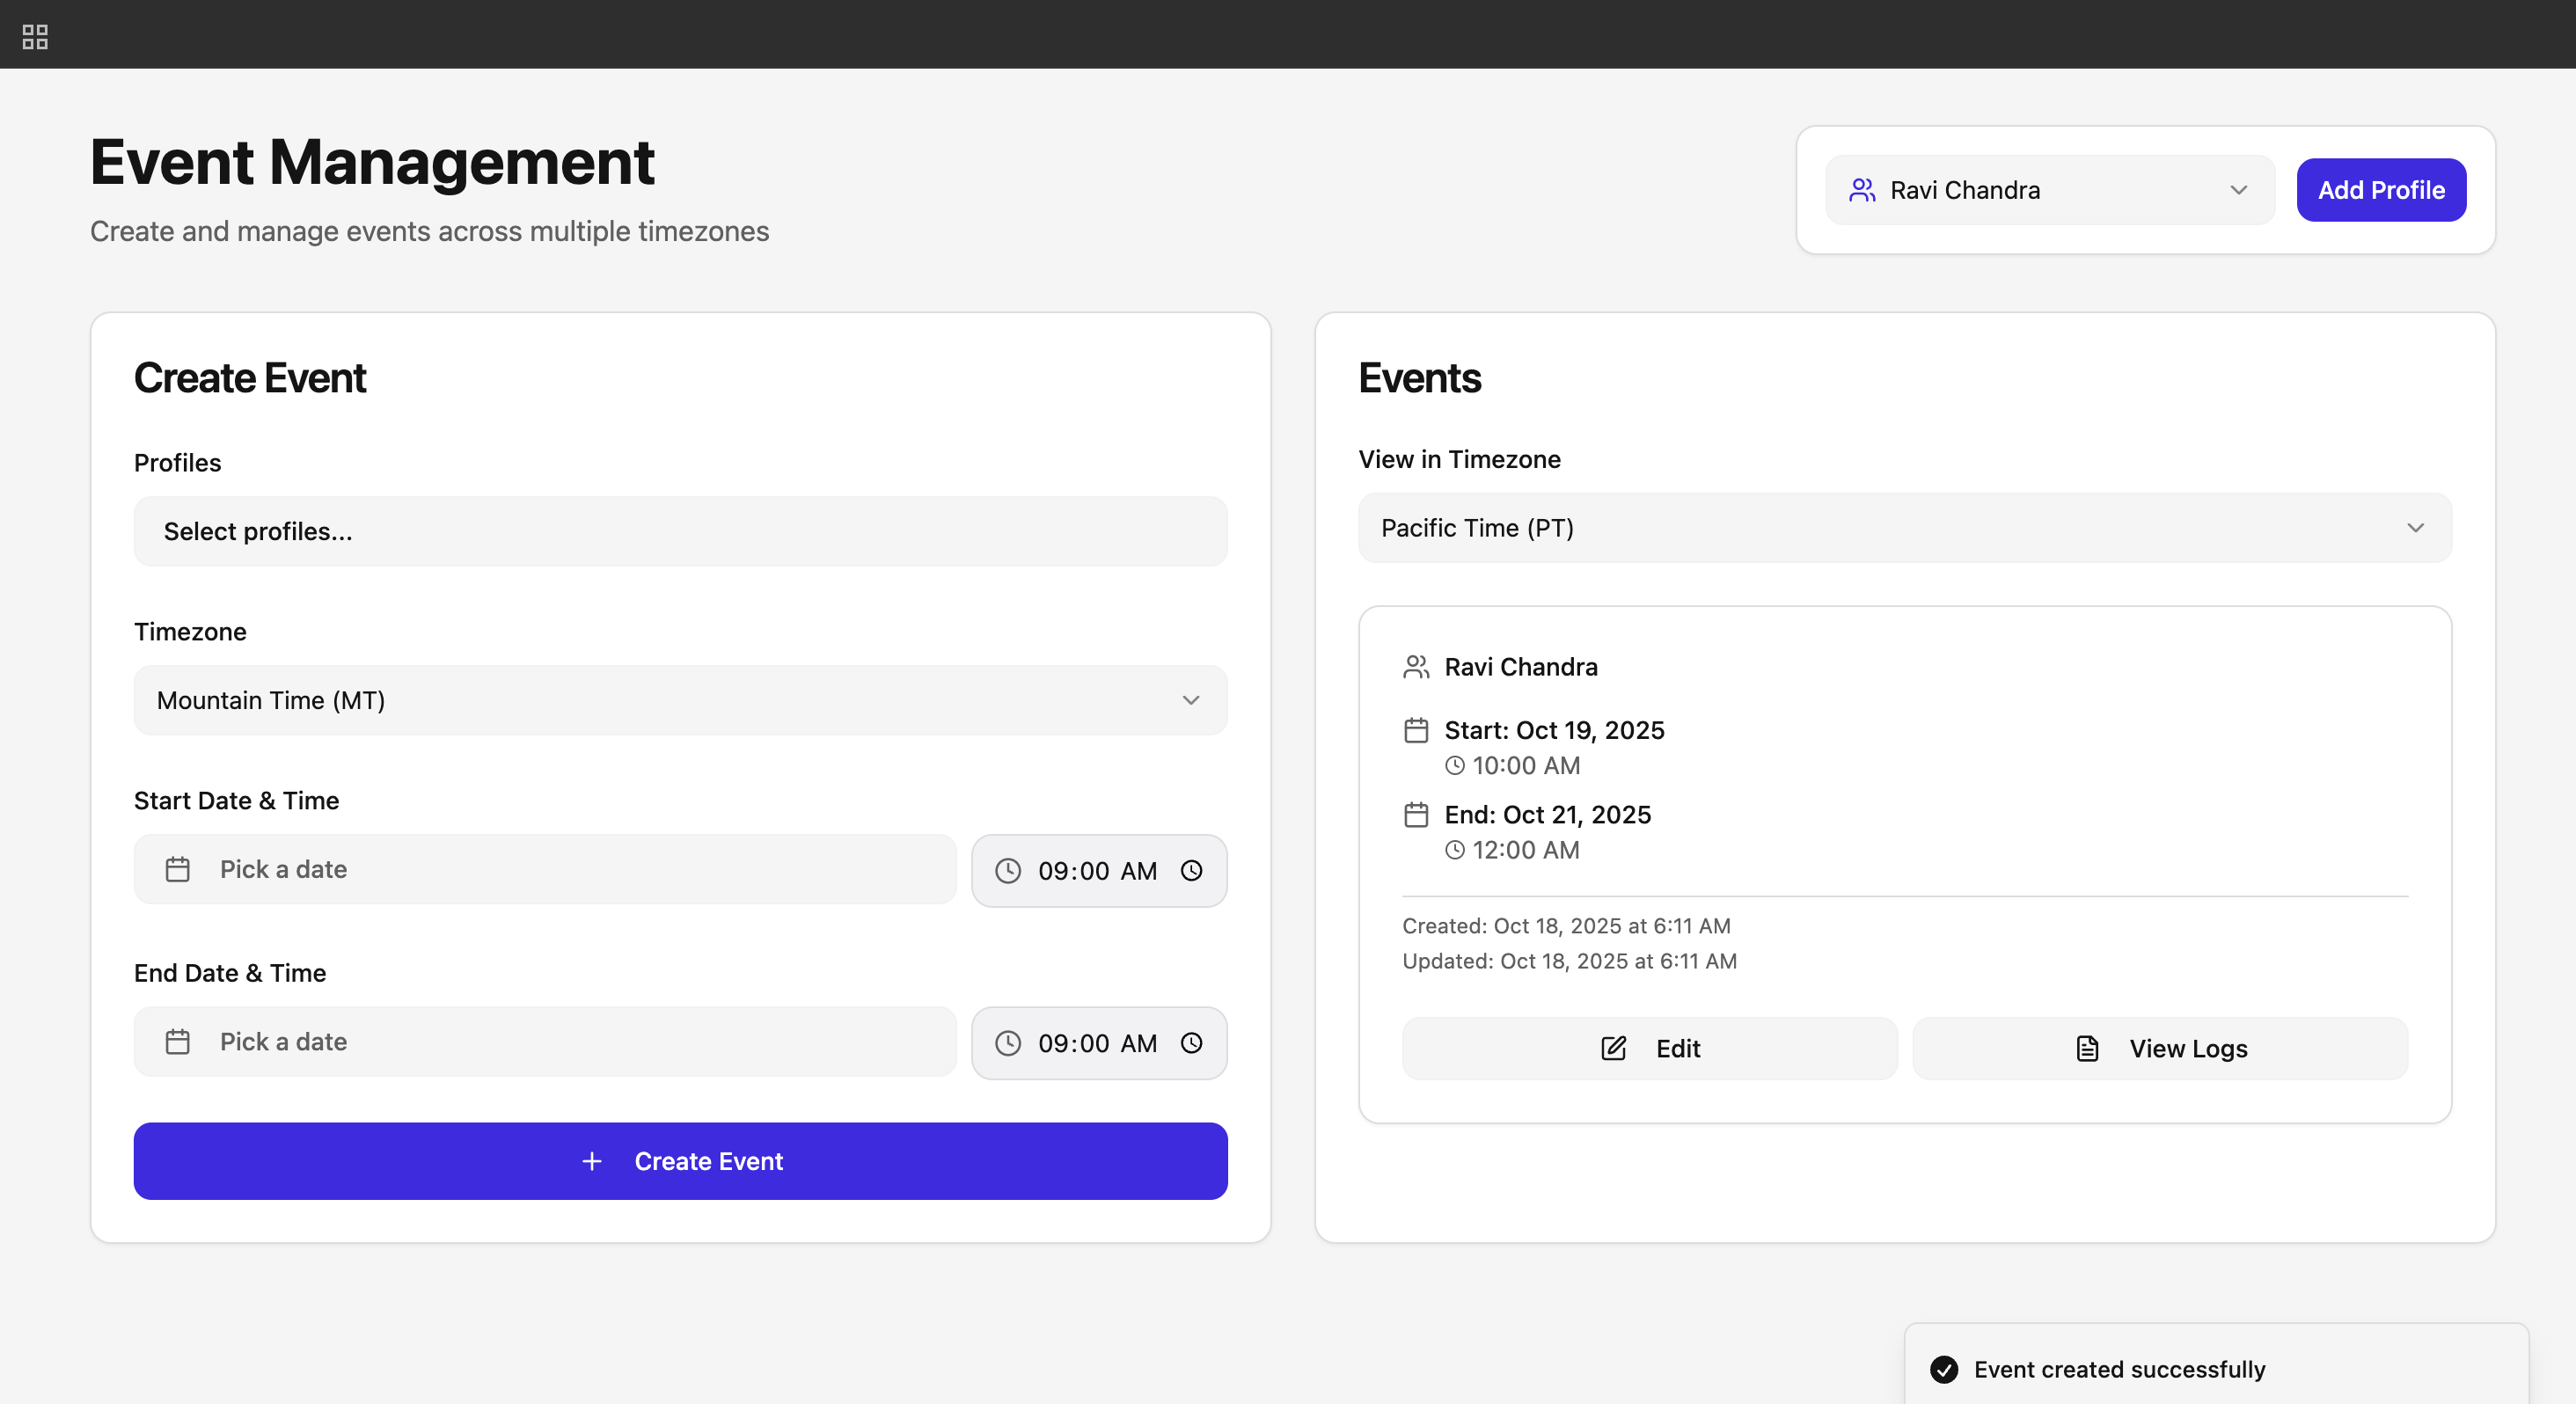 Event Management
Create and manage events across multiple timezones
Ravi Chandra
Add Profile
Create Event
Profiles
Select profiles...
Timezone
Mountain Time (MT)
Start Date & Time
Pick a date
09:00 AM
End Date & Time
Pick a date
09:00 AM
Create Event
Events
View in Timezone
Pacific Time (PT)
Ravi Chandra
Start: Oct 19, 2025
10:00 AM
End: Oct 21, 2025
12:00 AM
Created: Oct 18, 2025 at 6:11 AM
Updated: Oct 18, 2025 at 6:11 AM
Edit
View Logs
Event created successfully